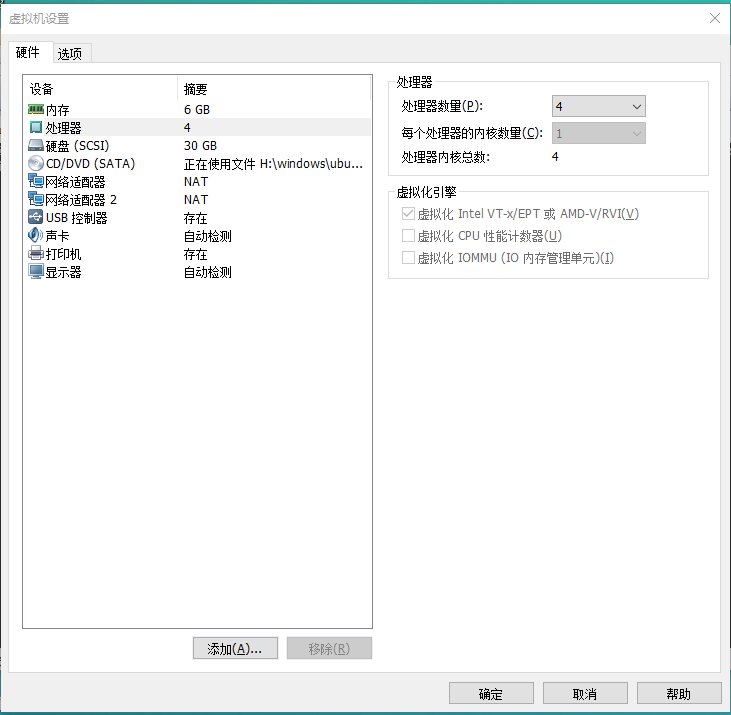 虚拟机设置
硬件 选项
设备 摘要
内存 6 GB
处理器 4
硬盘 (SCSI) 30 GB
CD/DVD (SATA) 正在使用文件 H:\windows\ubu...
网络适配器 NAT
网络适配器 2 NAT
USB 控制器 存在
声卡 自动检测
打印机 存在
显示器 自动检测
添加(A)... 移除(R)
处理器
处理器数量(P): 4
每个处理器的内核数量(C): 1
处理器内核总数: 4
虚拟化引擎
虚拟化 Intel VT-x/EPT 或 AMD-V/RVI(V)
虚拟化 CPU 性能计数器(U)
虚拟化 IOMMU (IO 内存管理单元)(I)
确定 取消 帮助